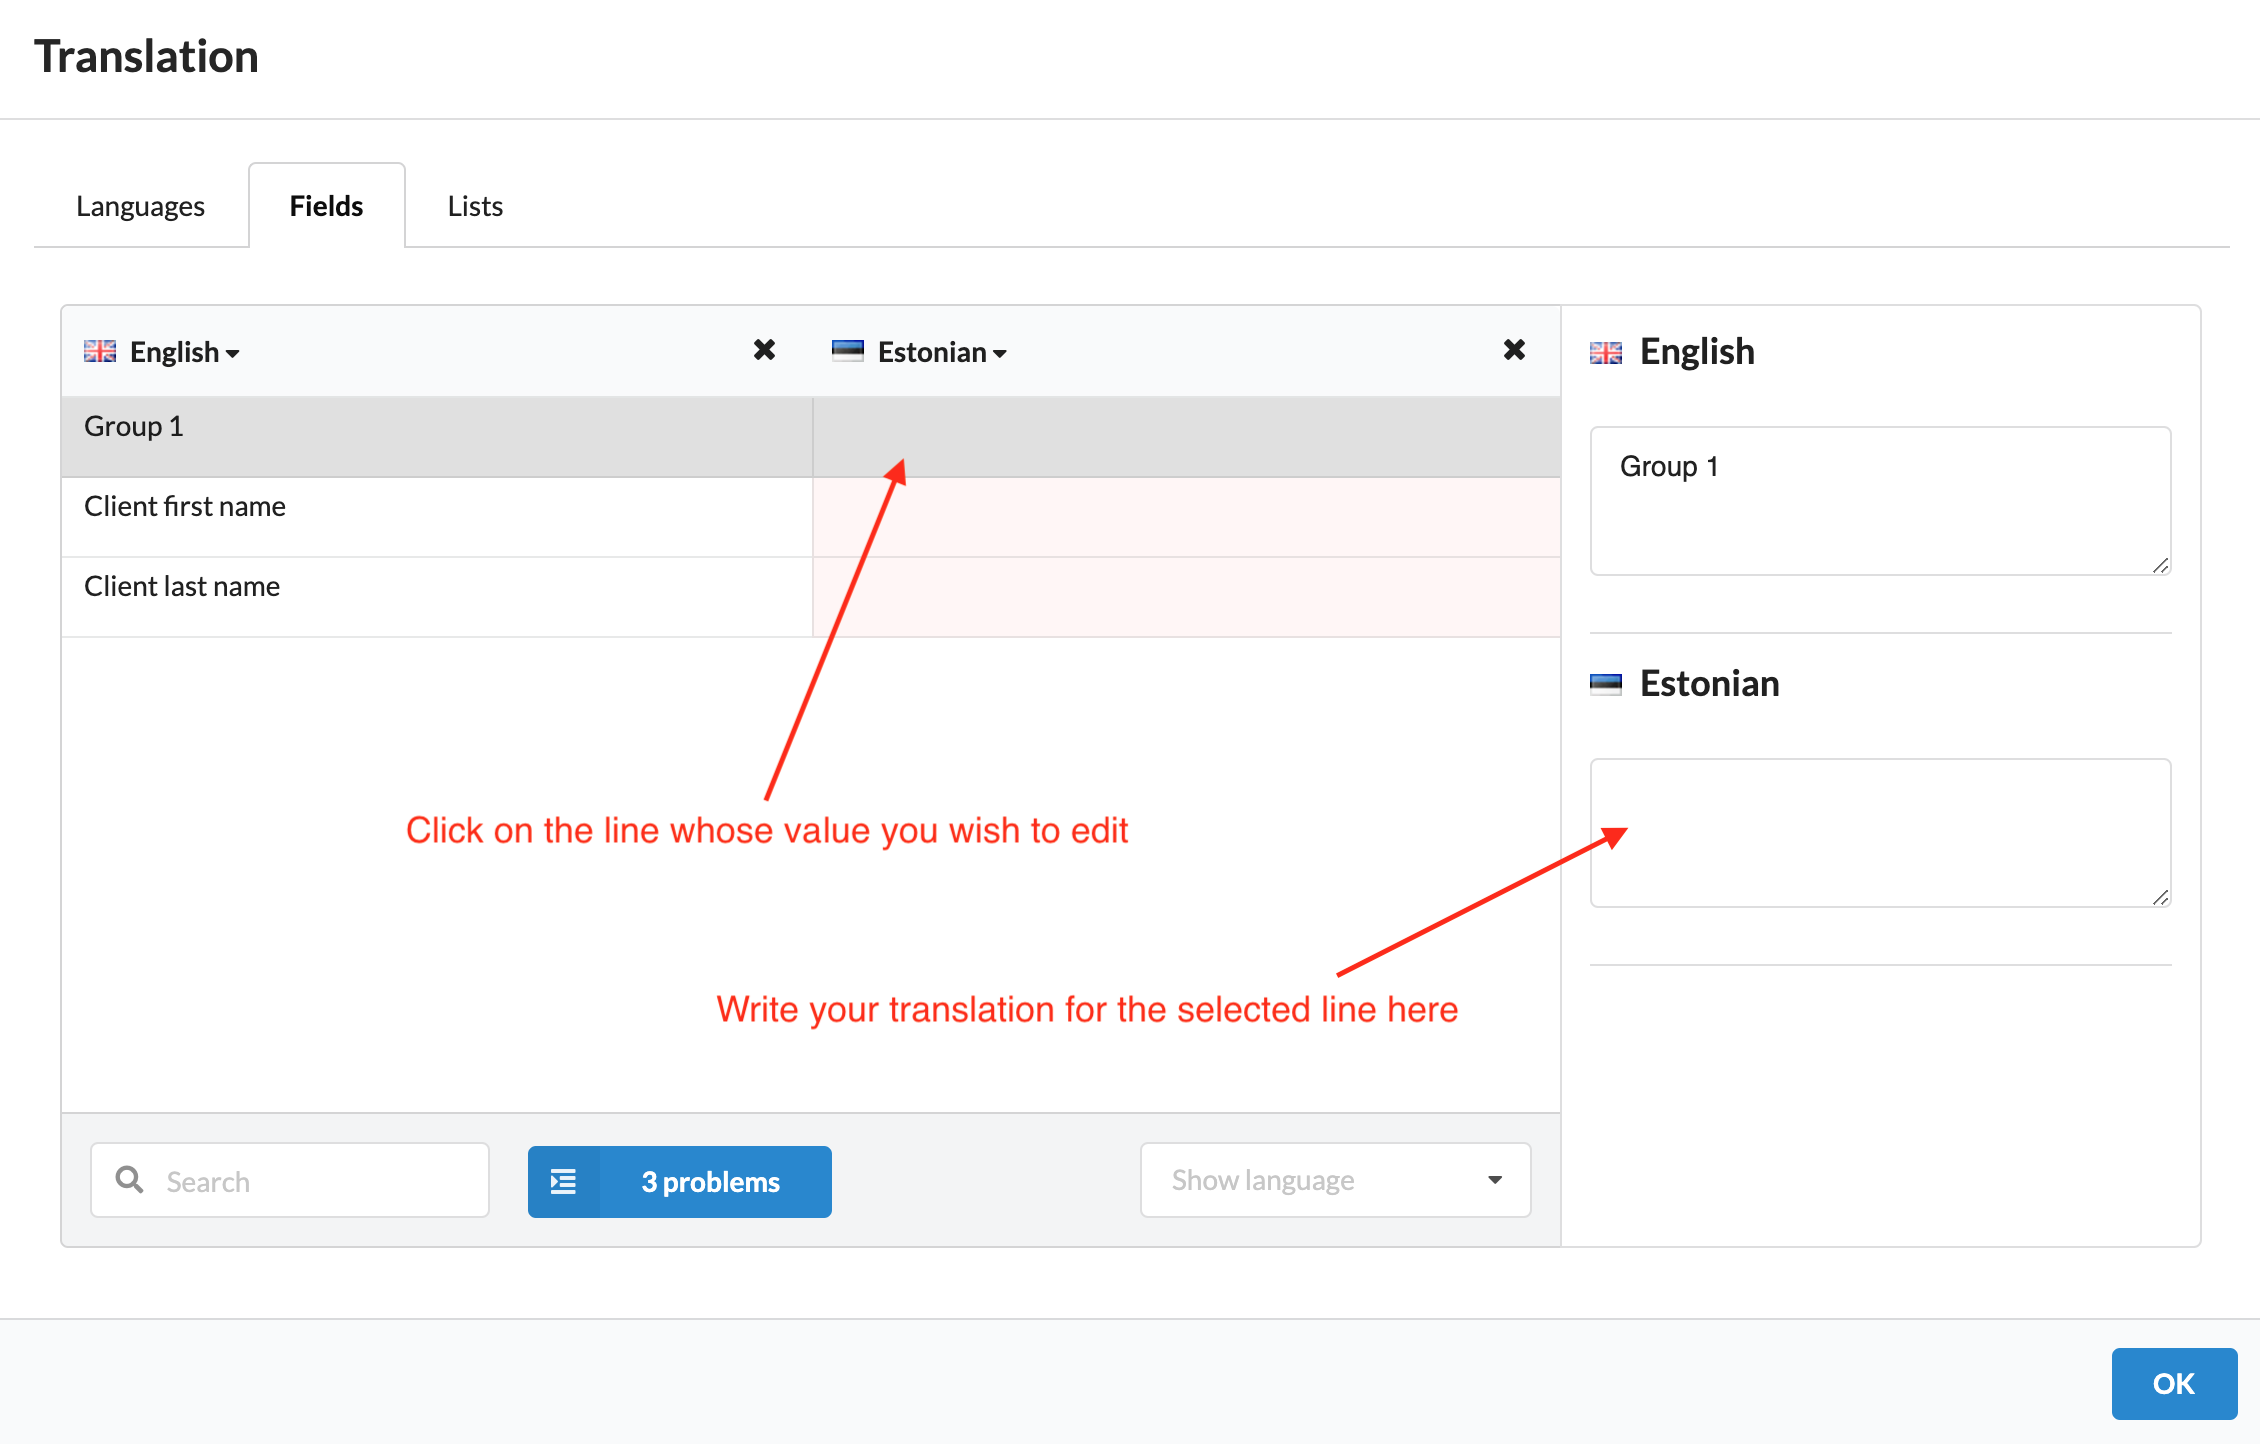 Translation
Languages
Fields
Lists
English
Estonian
Group 1
Client first name
Client last name
Click on the line whose value you wish to edit
Write your translation for the selected line here
Search
3 problems
Show language
English
Group 1
Estonian
OK